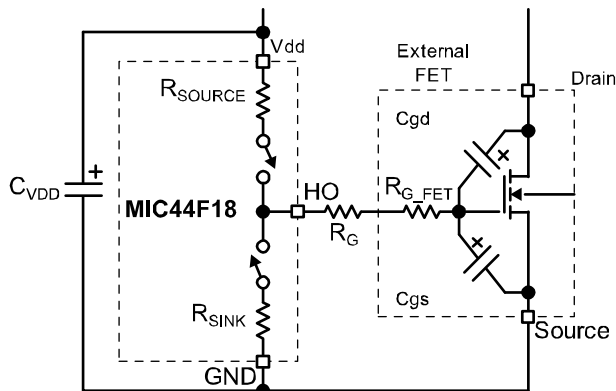 Vdd
External
FET
Drain
R_SOURCE
Cgd
C_VDD
+
MIC44F18
HO
R_G
R_G_FET
+
+
R_SINK
Cgs
Source
GND